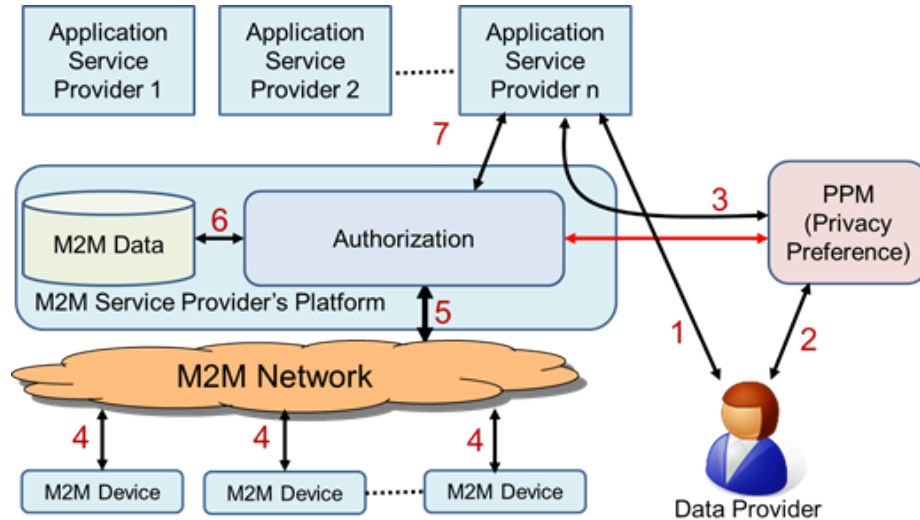 Application
Service
Provider 1
Application
Service
Provider 2
Application
Service
Provider n
7
3
PPM
(Privacy
Preference)
6
M2M Data
Authorization
M2M Service Provider's Platform
5
1
2
M2M Network
4
4
4
M2M Device
M2M Device
M2M Device
Data Provider